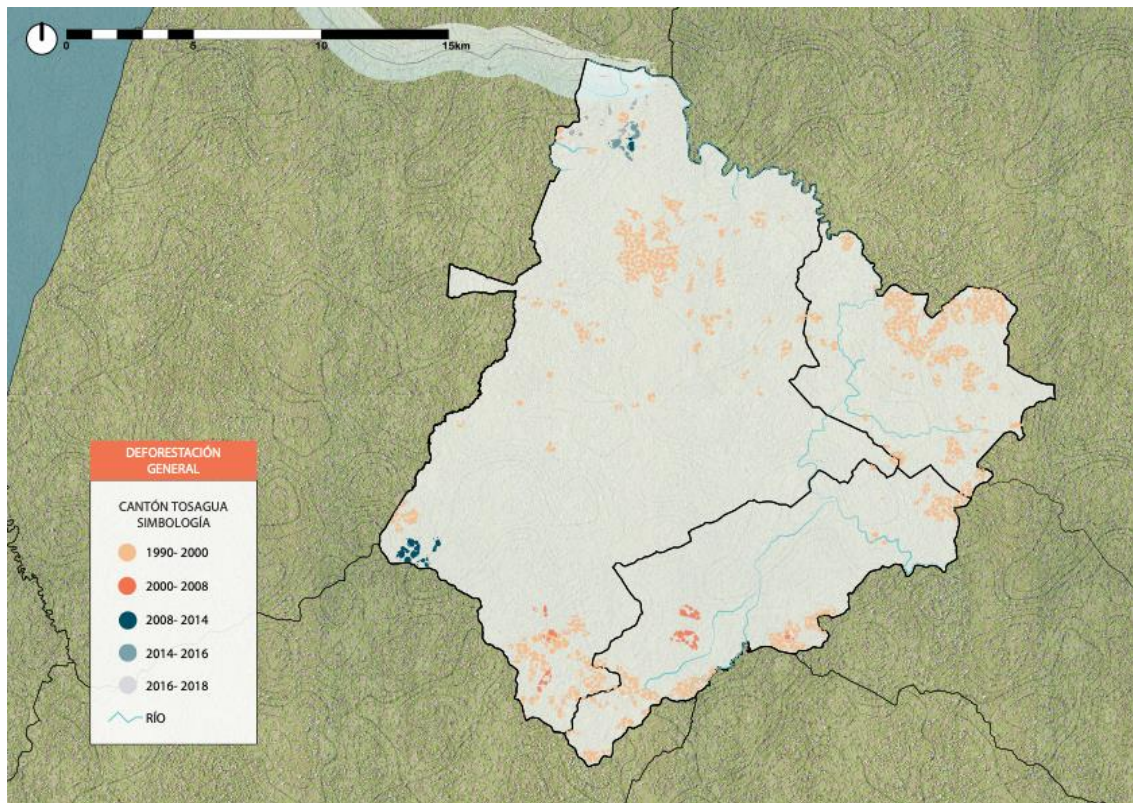 0 5 10 15km
DEFORESTACIÓN
GENERAL
CANTÓN TOSAGUA
SIMBOLOGÍA
1990- 2000
2000- 2008
2008- 2014
2014- 2016
2016- 2018
RÍO